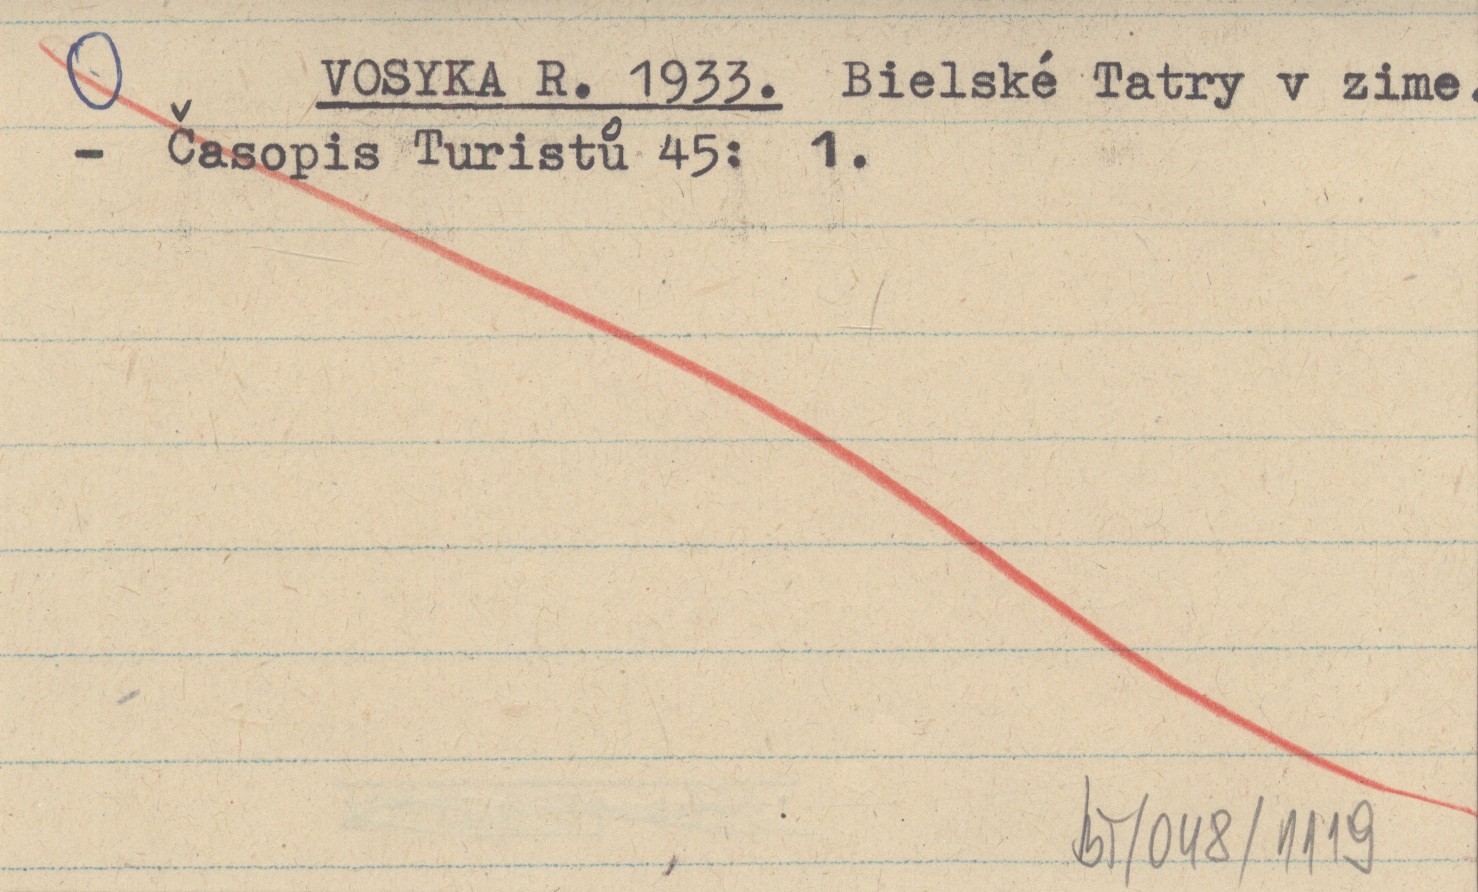 VOSYKA R. 1933. Bielské Tatry v zime.
- Časopis Turistů 45: 1.
bT/048/1119